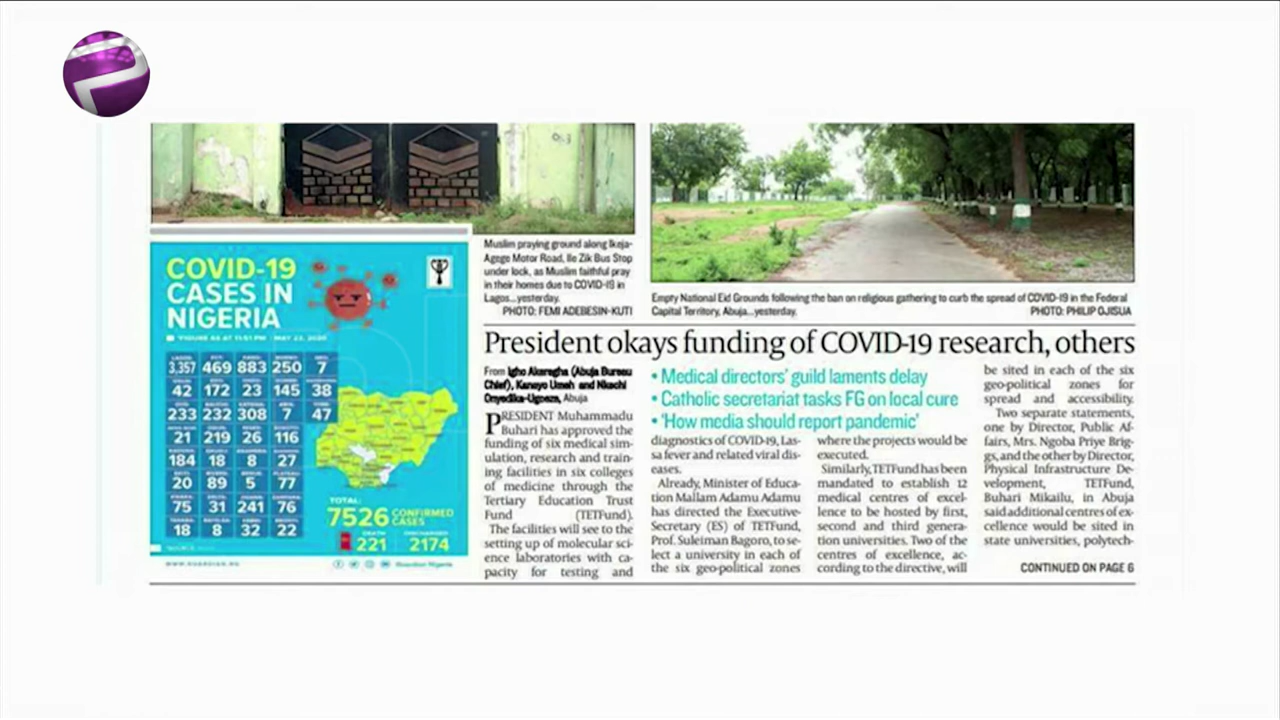 Muslim praying ground along Ikeja-
Agege Motor Road, Ile Zik Bus Stop
under lock, as Muslim faithful pray
in their homes due to COVID-19 in
Lagos...yesterday.
PHOTO: FEMI ADEBESIN-KUTI
Empty National Eid Grounds following the ban on religious gathering to curb the spread of COVID-19 in the Federal
Capital Territory, Abuja...yesterday.
PHOTO: PHILIP OJISUA
COVID-19
CASES IN
NIGERIA
MAY 23, 2020
3,357 469 883 250 7
42 172 23 145 38
233 232 308 7 47
21 219 26 116
184 18 8 27
20 89 5 77
75 31 241 76
18 8 32 22
TOTAL:
7526 CONFIRMED
CASES
DEATH
221
DISCHARGED
2174
WWW.GUARDIAN.NG
Guardian Nigeria
President okays funding of COVID-19 research, others
From Igho Akeregha (Abuja Bureau
Chief), Kanayo Umeh and Nkechi
Onyedika-Ugoeze, Abuja
• Medical directors' guild laments delay
• Catholic secretariat tasks FG on local cure
• 'How media should report pandemic'
PRESIDENT Muhammadu
Buhari has approved the
funding of six medical sim-
ulation, research and train-
ing facilities in six colleges
of medicine through the
Tertiary Education Trust
Fund (TETFund).
The facilities will see to the
setting up of molecular sci-
ence laboratories with ca-
pacity for testing and
diagnostics of COVID-19, Las-
sa fever and related viral dis-
eases.
Already, Minister of Educa-
tion Mallam Adamu Adamu
has directed the Executive-
Secretary (ES) of TETFund,
Prof. Suleiman Bagoro, to se-
lect a university in each of
the six geo-political zones
where the projects would be
executed.
Similarly, TETFund has been
mandated to establish 12
medical centres of excel-
lence to be hosted by first,
second and third genera-
tion universities. Two of the
centres of excellence, ac-
cording to the directive, will
be sited in each of the six
geo-political zones for
spread and accessibility.
Two separate statements,
one by Director, Public Af-
fairs, Mrs. Ngoba Priye Brig-
gs, and the other by Director,
Physical Infrastructure De-
velopment, TETFund,
Buhari Mikailu, in Abuja
said additional centres of ex-
cellence would be sited in
state universities, polytech-
CONTINUED ON PAGE 6